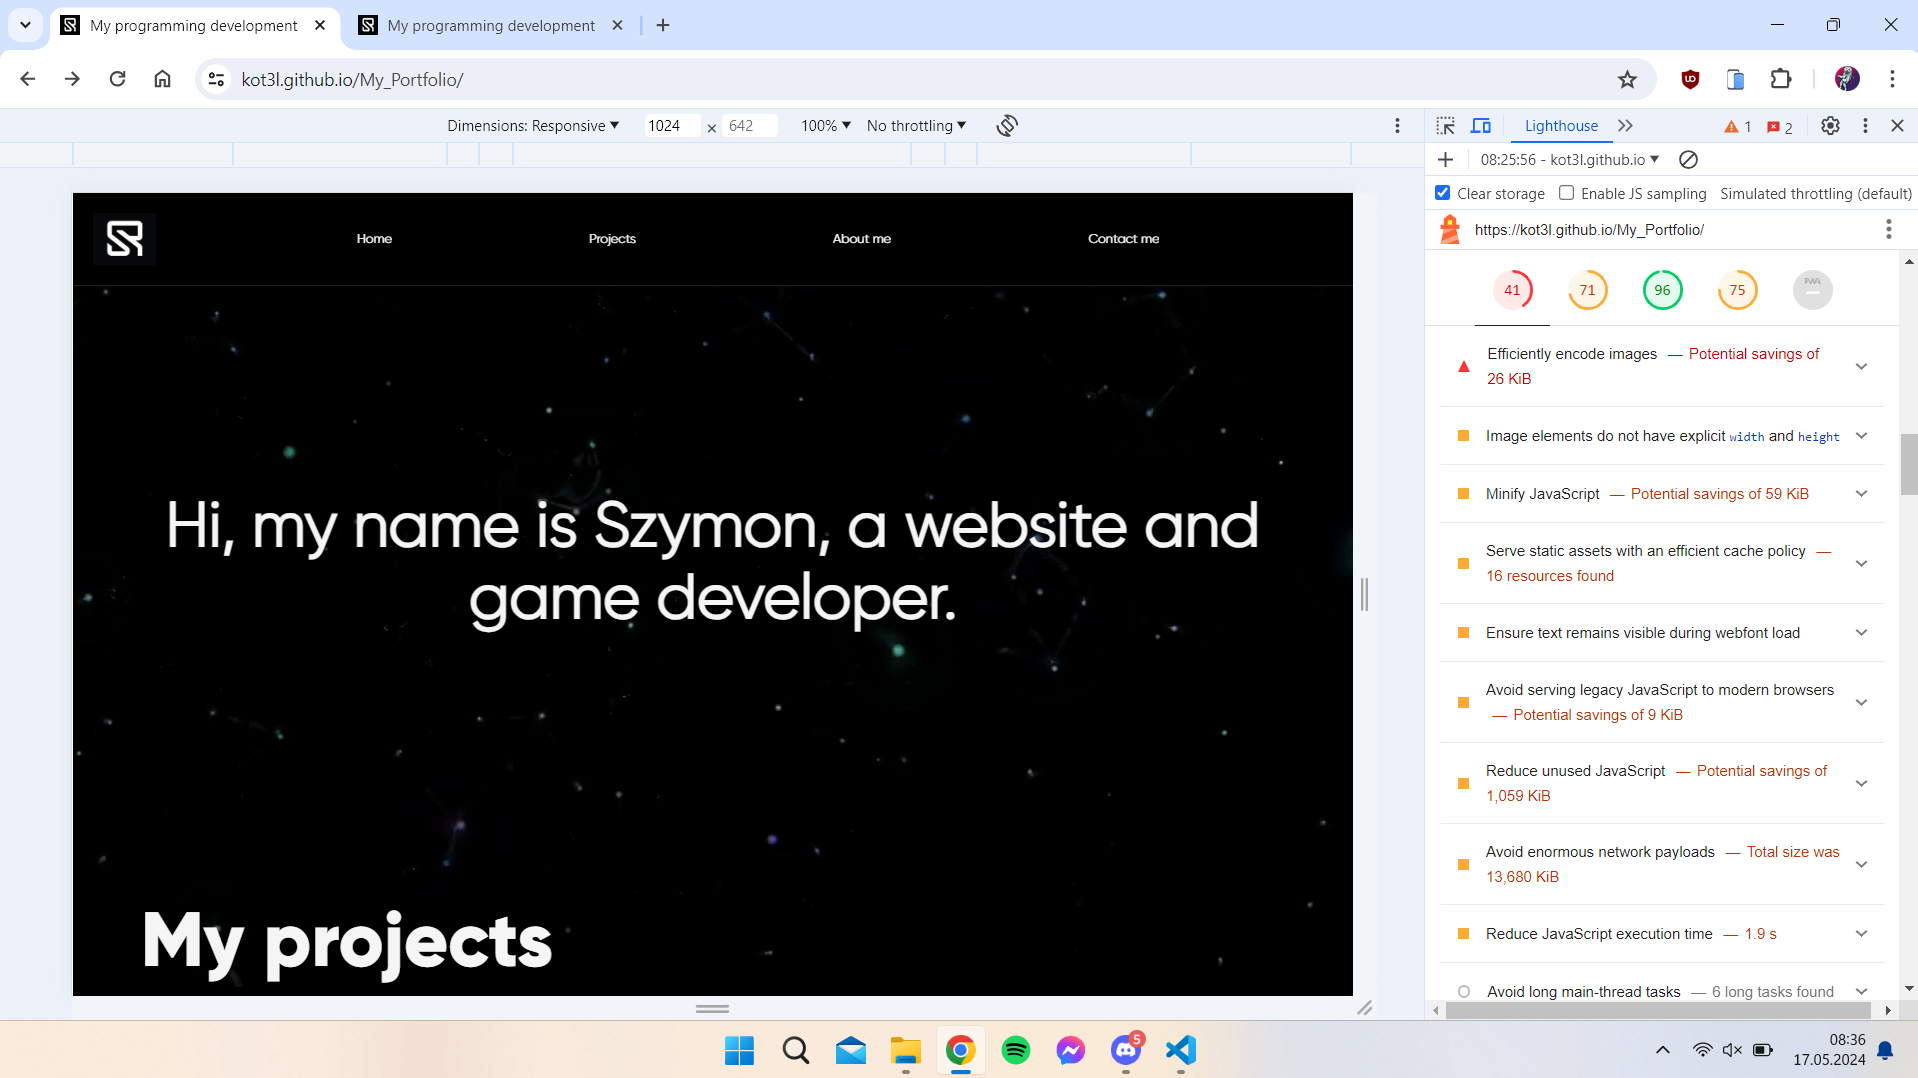 My programming development
My programming development
kot3l.github.io/My_Portfolio/
Dimensions: Responsive
1024 × 642
100%
No throttling
Lighthouse
1
2
08:25:56 - kot3l.github.io
Clear storage
Enable JS sampling
Simulated throttling (default)
https://kot3l.github.io/My_Portfolio/
41
71
96
75
PWA
Efficiently encode images — Potential savings of
26 KiB
Image elements do not have explicit width and height
Minify JavaScript — Potential savings of 59 KiB
Serve static assets with an efficient cache policy —
16 resources found
Ensure text remains visible during webfont load
Avoid serving legacy JavaScript to modern browsers
— Potential savings of 9 KiB
Reduce unused JavaScript — Potential savings of
1,059 KiB
Avoid enormous network payloads — Total size was
13,680 KiB
Reduce JavaScript execution time — 1.9 s
Avoid long main-thread tasks — 6 long tasks found
SR
Home
Projects
About me
Contact me
Hi, my name is Szymon, a website and
game developer.
My projects
5
08:36
17.05.2024